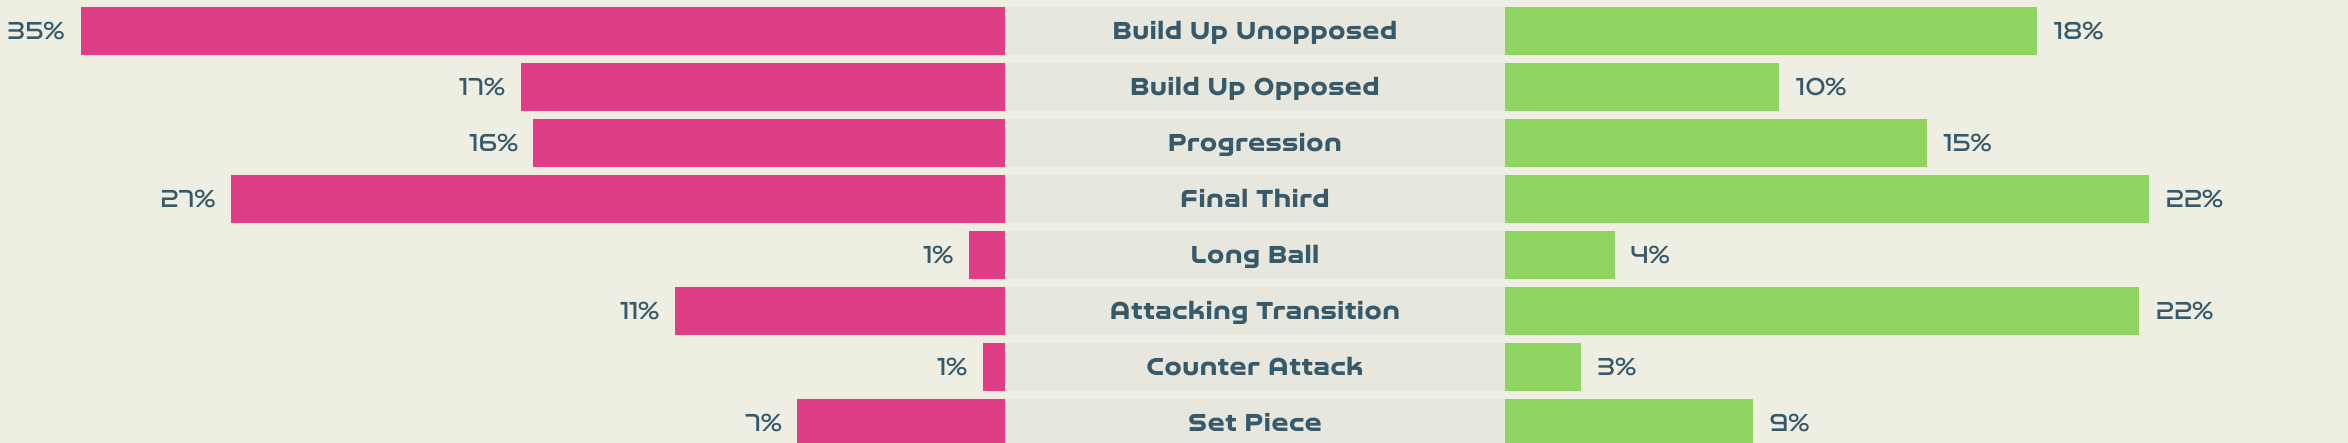 35% Build Up Unopposed 18%
17% Build Up Opposed 10%
16% Progression 15%
27% Final Third 22%
1% Long Ball 4%
11% Attacking Transition 22%
1% Counter Attack 3%
7% Set Piece 9%